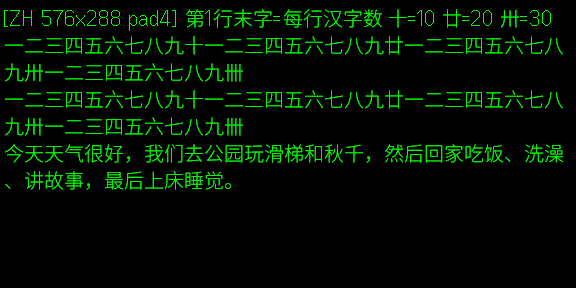 [ZH 576x288 pad4] 第1行末字=每行汉字数 十=10 廿=20 卅=30
一二三四五六七八九十一二三四五六七八九廿一二三四五六七八
九卅一二三四五六七八九卌
一二三四五六七八九十一二三四五六七八九廿一二三四五六七八
九卅一二三四五六七八九卌
今天天气很好，我们去公园玩滑梯和秋千，然后回家吃饭、洗澡
、讲故事，最后上床睡觉。